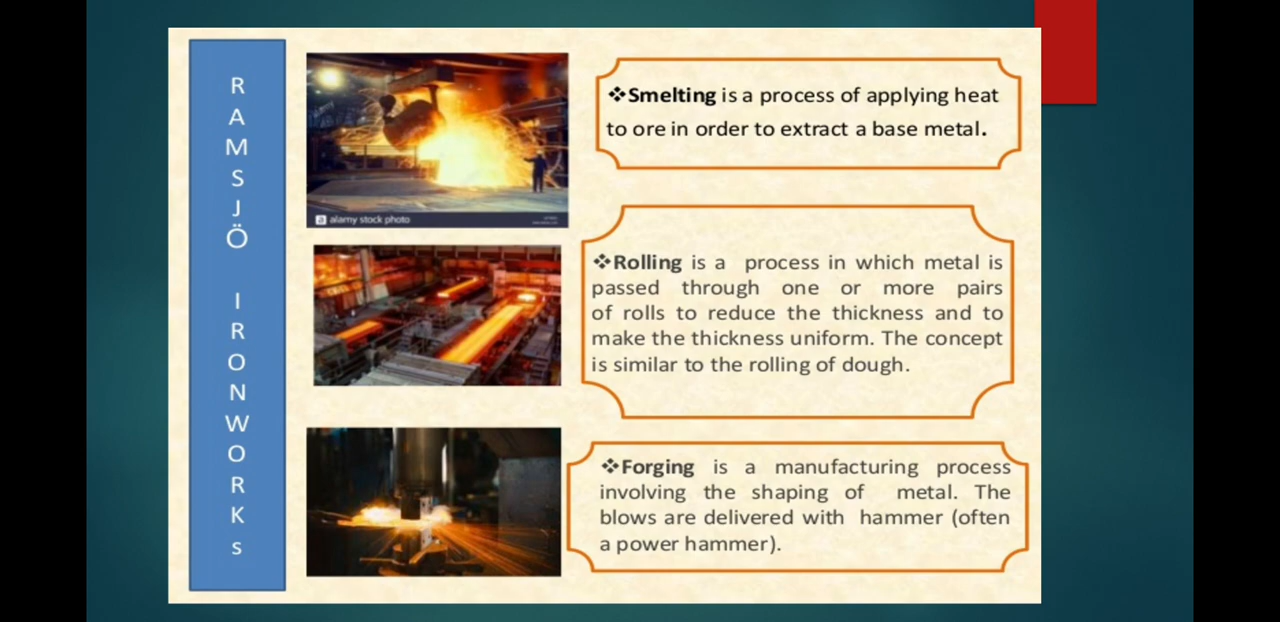 RAMSJÖ IRONWORKs
❖Smelting is a process of applying heat
to ore in order to extract a base metal.
alamy stock photo
❖Rolling is a process in which metal is
passed through one or more pairs
of rolls to reduce the thickness and to
make the thickness uniform. The concept
is similar to the rolling of dough.
❖Forging is a manufacturing process
involving the shaping of metal. The
blows are delivered with hammer (often
a power hammer).